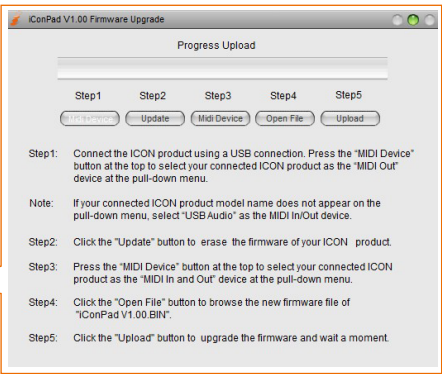 iConPad V1.00 Firmware Upgrade
Progress Upload
Step1 Step2 Step3 Step4 Step5
Midi Device Update Midi Device Open File Upload
Step1: Connect the ICON product using a USB connection. Press the “MIDI Device”
button at the top to select your connected ICON product as the “MIDI Out”
device at the pull-down menu.
Note: If your connected ICON product model name does not appear on the
pull-down menu, select “USB Audio” as the MIDI In/Out device.
Step2: Click the "Update" button to erase the firmware of your ICON product.
Step3: Press the “MIDI Device” button at the top to select your connected ICON
product as the “MIDI In and Out” device at the pull-down menu.
Step4: Click the "Open File" button to browse the new firmware file of
"iConPad V1.00.BIN".
Step5: Click the "Upload" button to upgrade the firmware and wait a moment.